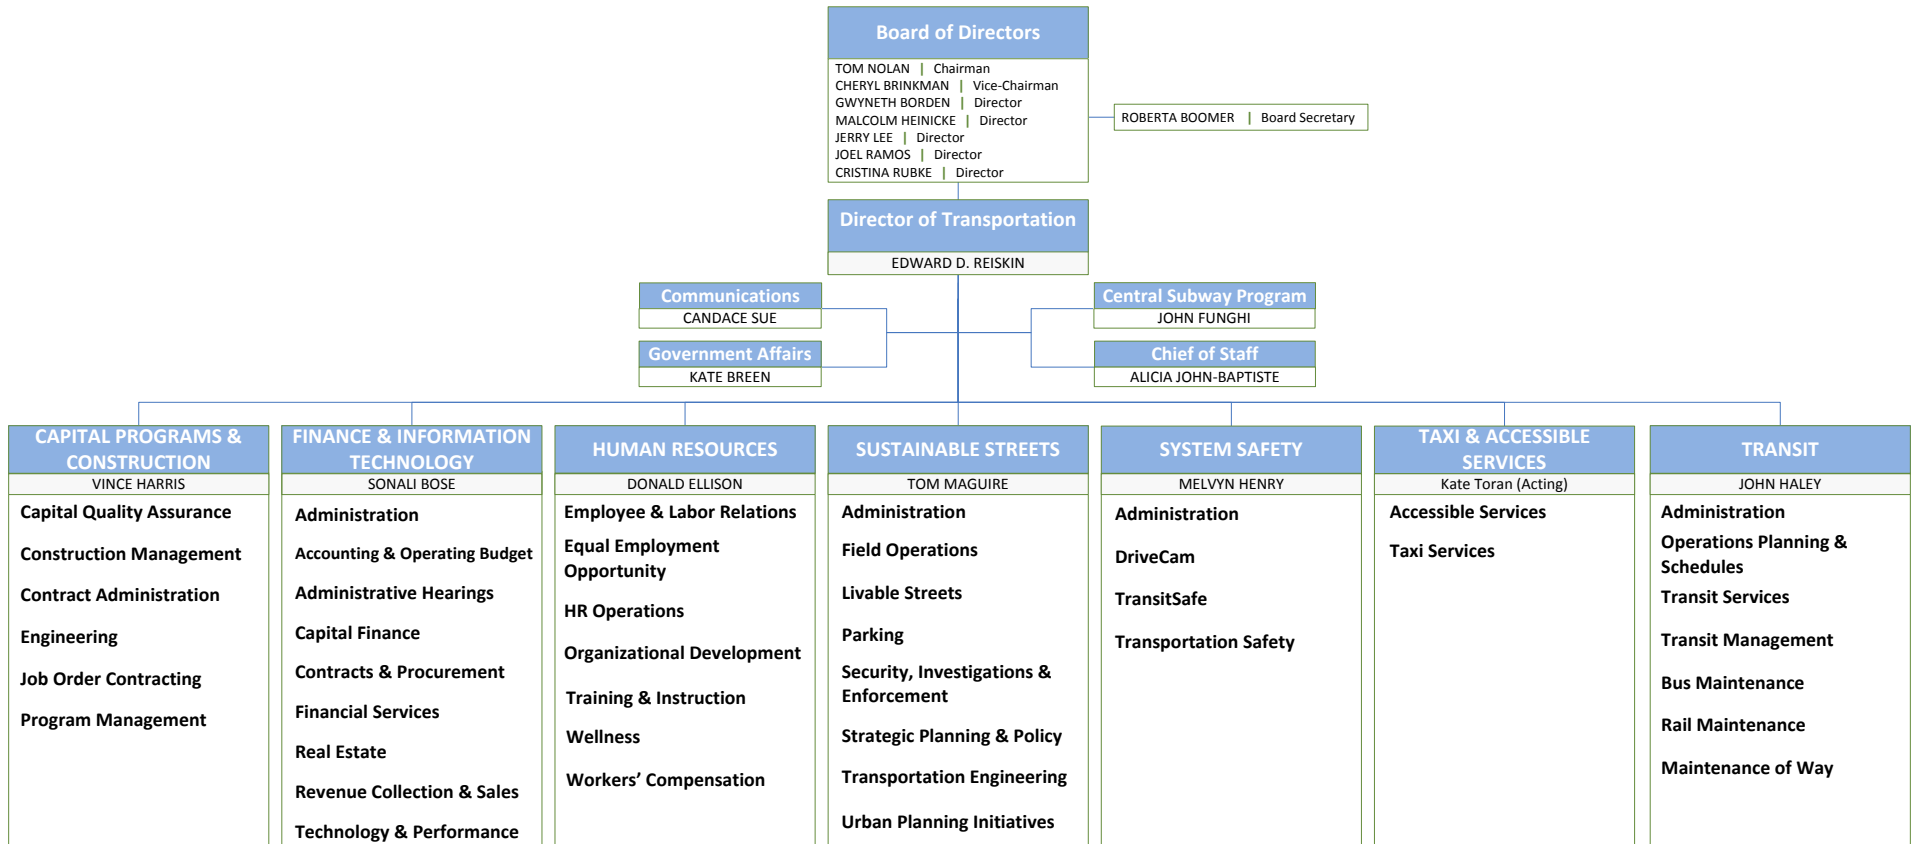 Board of Directors
TOM NOLAN | Chairman
CHERYL BRINKMAN | Vice-Chairman
GWYNETH BORDEN | Director
MALCOLM HEINICKE | Director
JERRY LEE | Director
JOEL RAMOS | Director
CRISTINA RUBKE | Director
ROBERTA BOOMER | Board Secretary
Director of Transportation
EDWARD D. REISKIN
Communications
CANDACE SUE
Government Affairs
KATE BREEN
Central Subway Program
JOHN FUNGHI
Chief of Staff
ALICIA JOHN-BAPTISTE
CAPITAL PROGRAMS &
CONSTRUCTION
VINCE HARRIS
Capital Quality Assurance
Construction Management
Contract Administration
Engineering
Job Order Contracting
Program Management
FINANCE & INFORMATION
TECHNOLOGY
SONALI BOSE
Administration
Accounting & Operating Budget
Administrative Hearings
Capital Finance
Contracts & Procurement
Financial Services
Real Estate
Revenue Collection & Sales
Technology & Performance
HUMAN RESOURCES
DONALD ELLISON
Employee & Labor Relations
Equal Employment
Opportunity
HR Operations
Organizational Development
Training & Instruction
Wellness
Workers’ Compensation
SUSTAINABLE STREETS
TOM MAGUIRE
Administration
Field Operations
Livable Streets
Parking
Security, Investigations &
Enforcement
Strategic Planning & Policy
Transportation Engineering
Urban Planning Initiatives
SYSTEM SAFETY
MELVYN HENRY
Administration
DriveCam
TransitSafe
Transportation Safety
TAXI & ACCESSIBLE
SERVICES
Kate Toran (Acting)
Accessible Services
Taxi Services
TRANSIT
JOHN HALEY
Administration
Operations Planning &
Schedules
Transit Services
Transit Management
Bus Maintenance
Rail Maintenance
Maintenance of Way